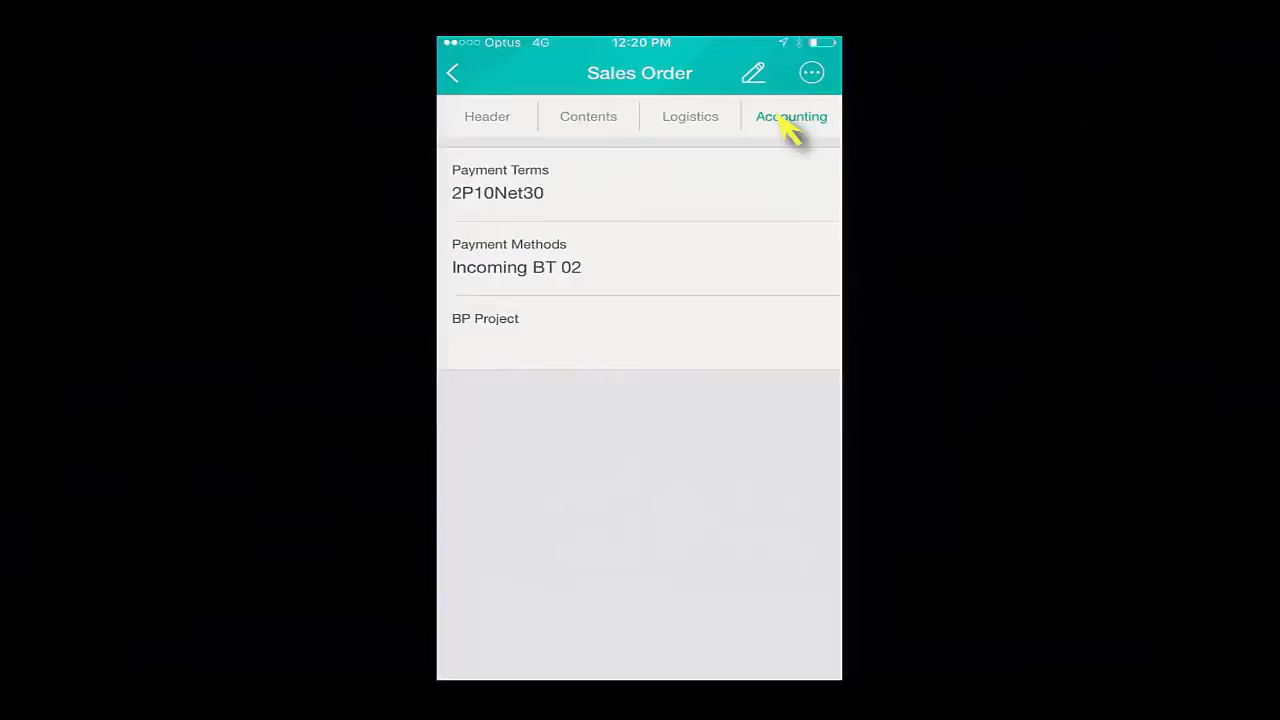 Optus 4G 12:20 PM
Sales Order
Header Contents Logistics Accounting
Payment Terms
2P10Net30
Payment Methods
Incoming BT 02
BP Project